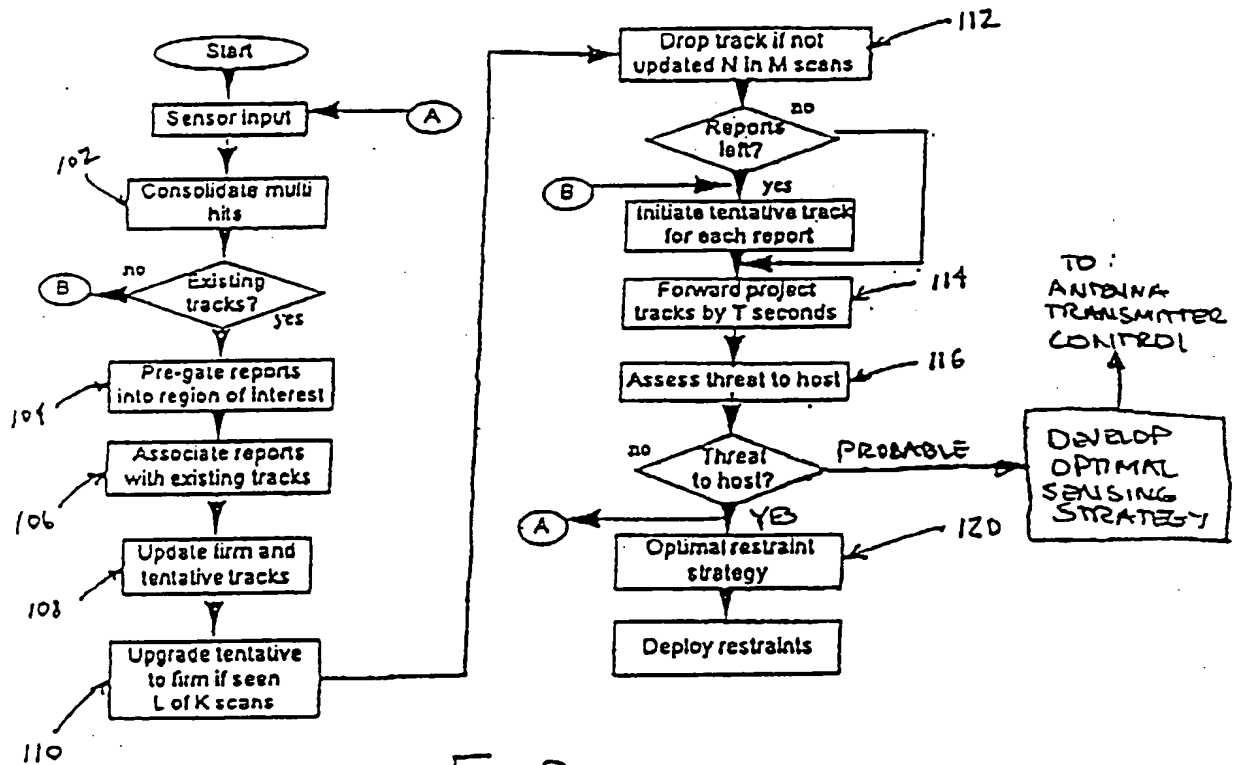 Start
Sensor input
A
102
Consolidate multi
hits
no
B
Existing
tracks?
yes
Pre-gate reports
into region of interest
104
Associate reports
with existing tracks
106
Update firm and
tentative tracks
108
Upgrade tentative
to firm if seen
L of K scans
110
112
Drop track if not
updated N in M scans
no
Reports
left?
B
yes
Initiate tentative track
for each report
114
Forward project
tracks by T seconds
116
Assess threat to host
no
Threat
to host?
PROBABLE
A
YES
120
Optimal restraint
strategy
Deploy restraints
TO:
ANTENNA
TRANSMITTER
CONTROL
DEVELOP
OPTIMAL
SENSING
STRATEGY